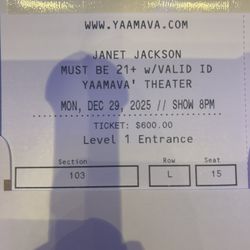 WWW.YAAMAVA.COM
JANET JACKSON
MUST BE 21+ w/VALID ID
YAAMAVA' THEATER
MON, DEC 29, 2025 // SHOW 8PM
TICKET: $600.00
Level 1 Entrance
Section Row Seat
103 L 15